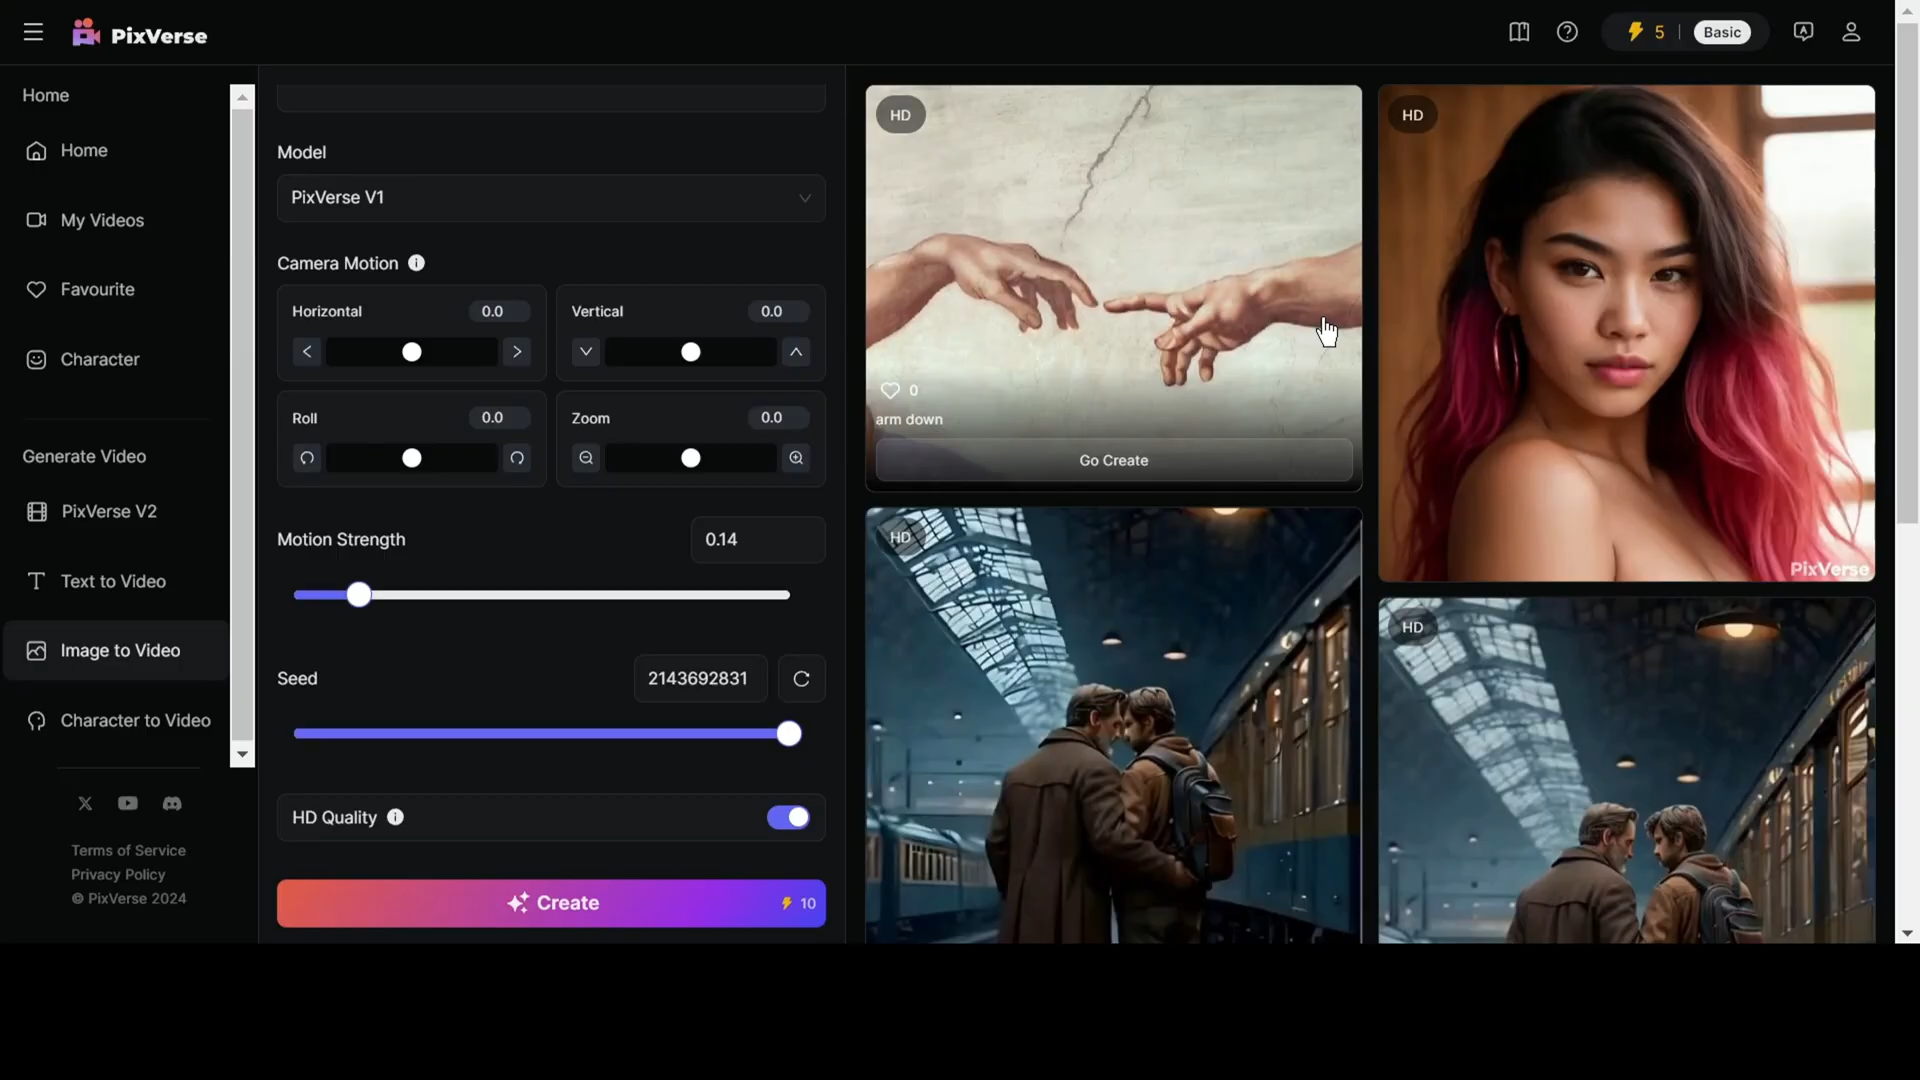 PixVerse
5
Basic
Home
Home
My Videos
Favourite
Character
Generate Video
PixVerse V2
Text to Video
Image to Video
Character to Video
Terms of Service
Privacy Policy
© PixVerse 2024
Model
PixVerse V1
Camera Motion
Horizontal 0.0
Vertical 0.0
Roll 0.0
Zoom 0.0
Motion Strength 0.14
Seed 2143692831
HD Quality
Create 10
HD
0
arm down
Go Create
HD
PixVerse
HD
HD